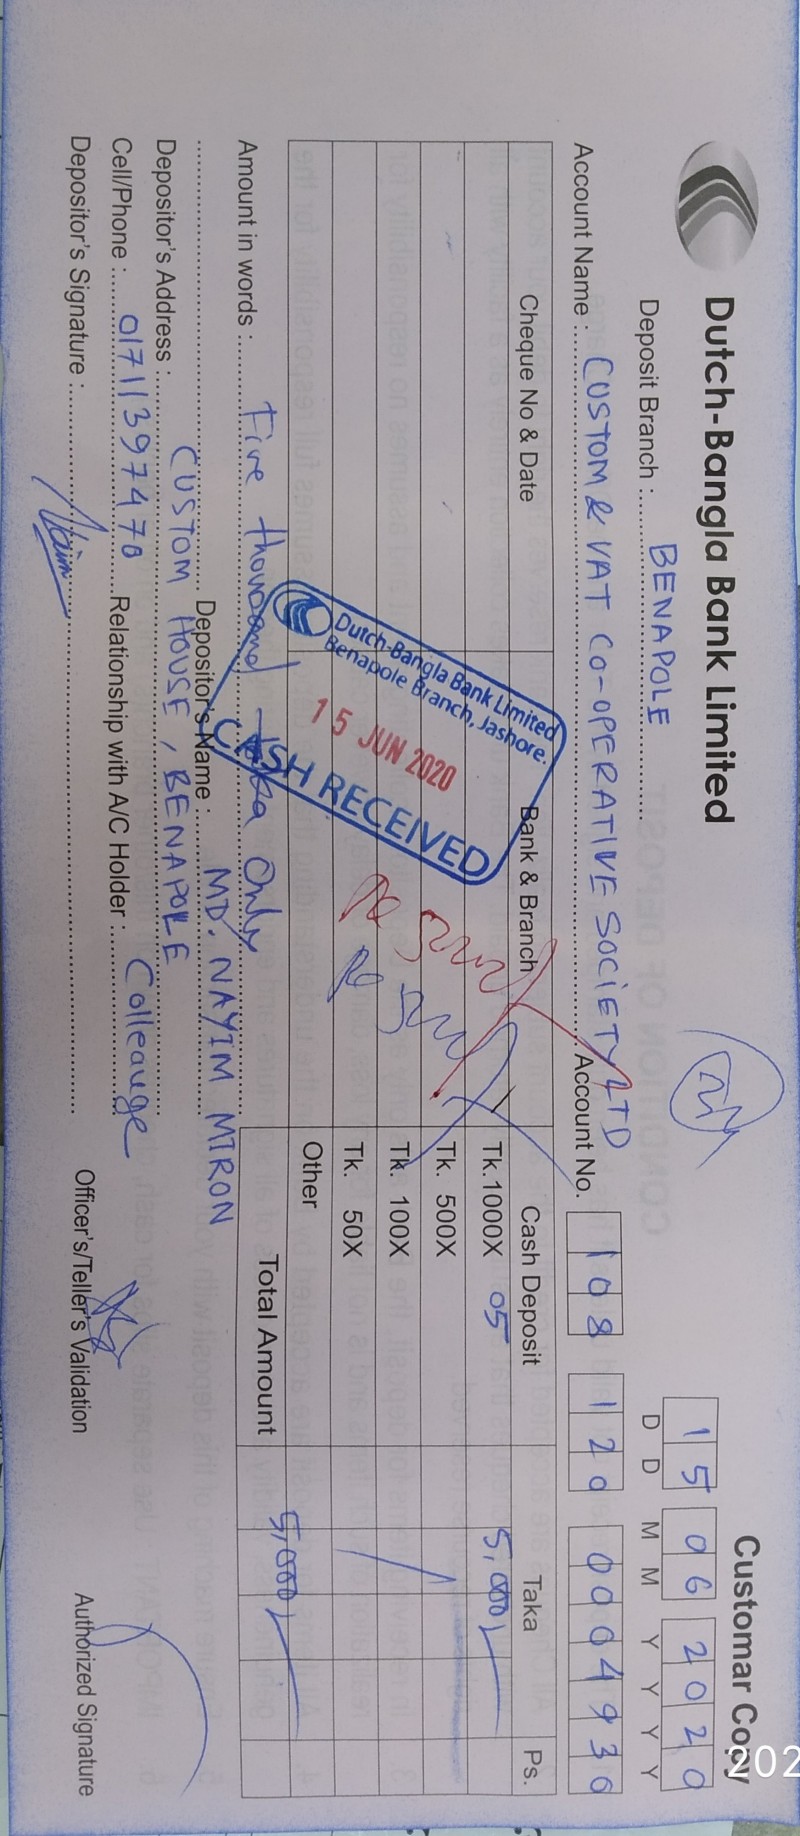 Dutch-Bangla Bank Limited
Customar Copy
Deposit Branch : BENAPOLE
15 06 2020
D D M M Y Y Y Y
Account Name : CUSTOM & VAT CO-OPERATIVE SOCIETY LTD Account No. 108 120 0004936
Cheque No & Date Bank & Branch Cash Deposit Taka Ps.
Tk.1000X 05 5,000/
Tk. 500X
Tk. 100X
Tk. 50X
Other
Total Amount 5,000/
Dutch-Bangla Bank Limited
Benapole Branch, Jashore.
15 JUN 2020
CASH RECEIVED
Amount in words : Five thousand taka only
Depositor's Name : MD. NAYIM MIRON
Depositor's Address : CUSTOM HOUSE, BENAPOLE
Cell/Phone : 01711397470 Relationship with A/C Holder : Colleauge
Depositor's Signature : Officer's/Teller's Validation Authorized Signature
202